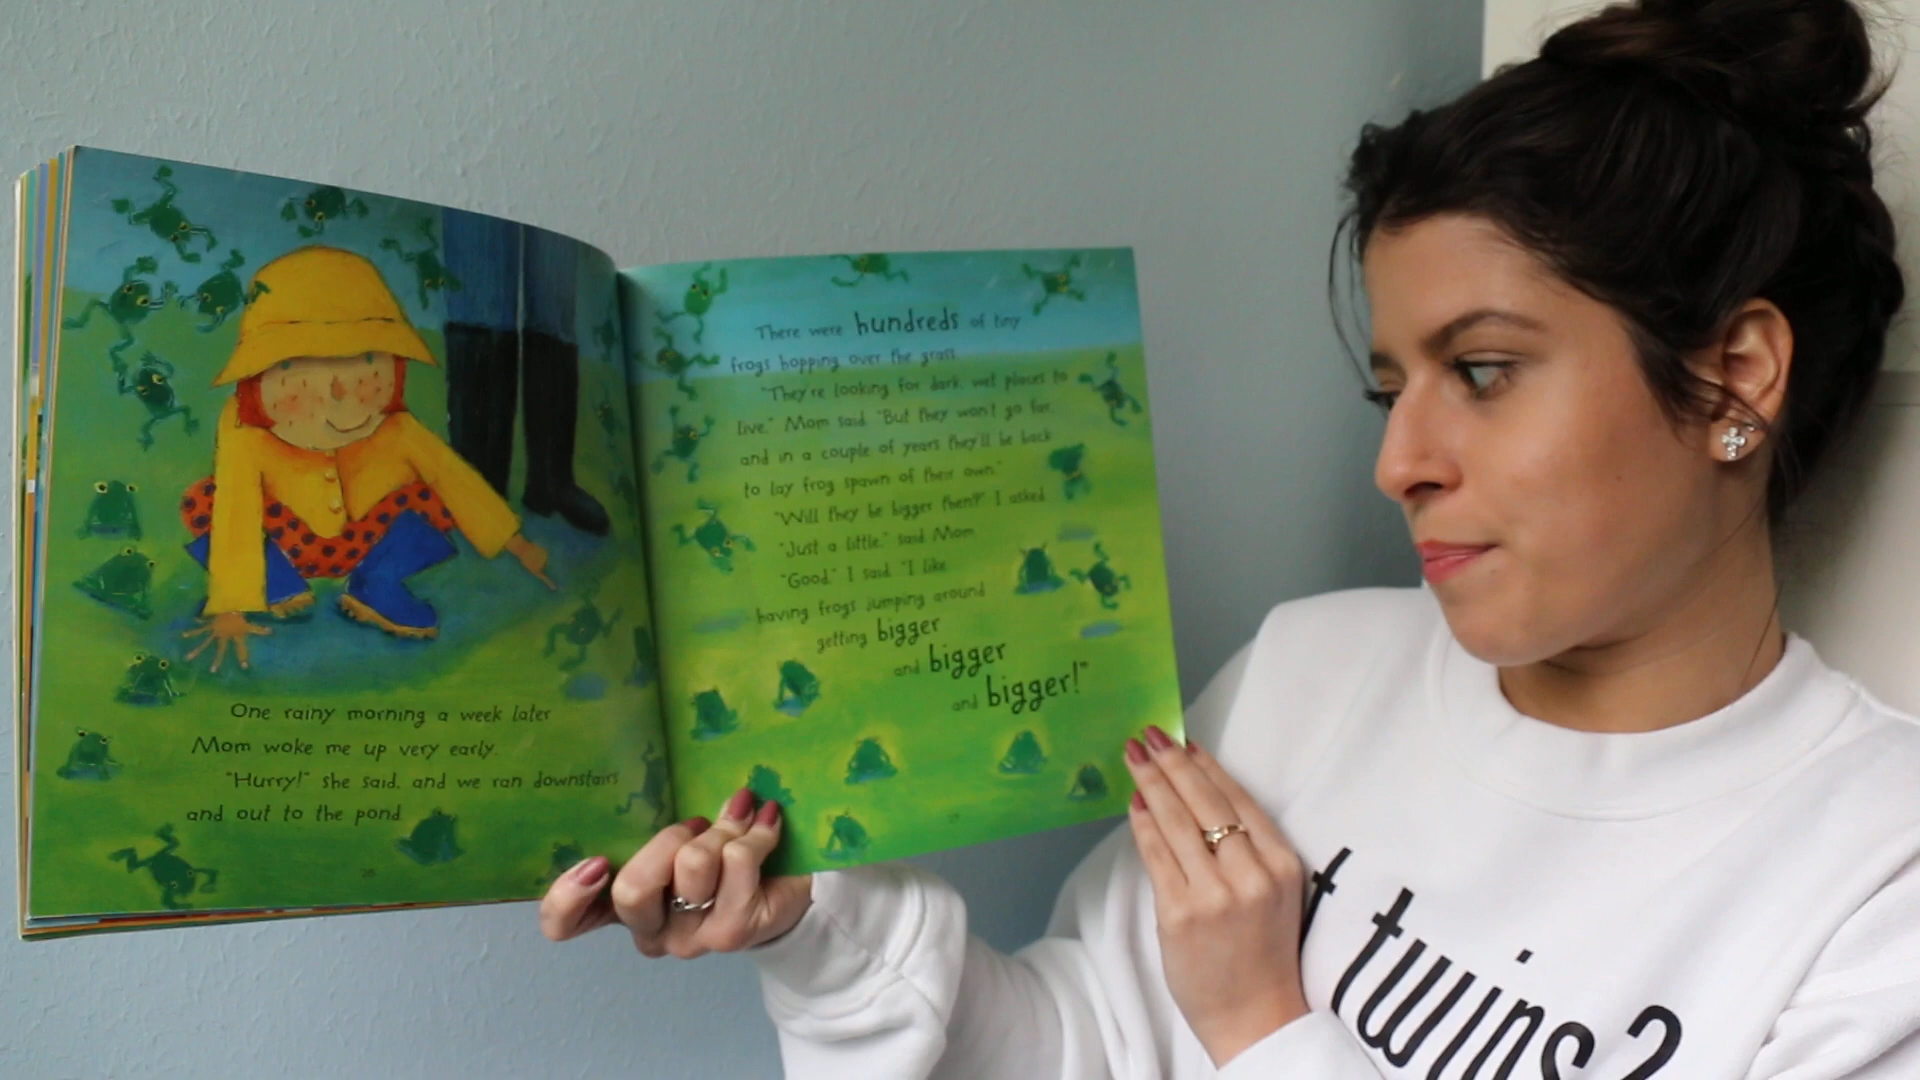 One rainy morning a week later
Mom woke me up very early.
"Hurry!" she said, and we ran downstairs
and out to the pond.
28
There were hundreds of tiny
frogs hopping over the grass.
"They're looking for dark, wet places to
live," Mom said. "But they won't go far,
and in a couple of years they'll be back
to lay frog spawn of their own."
"Will they be bigger then?" I asked.
"Just a little," said Mom.
"Good," I said. "I like
having frogs jumping around
getting bigger
and bigger
and bigger!"
29
t twins?